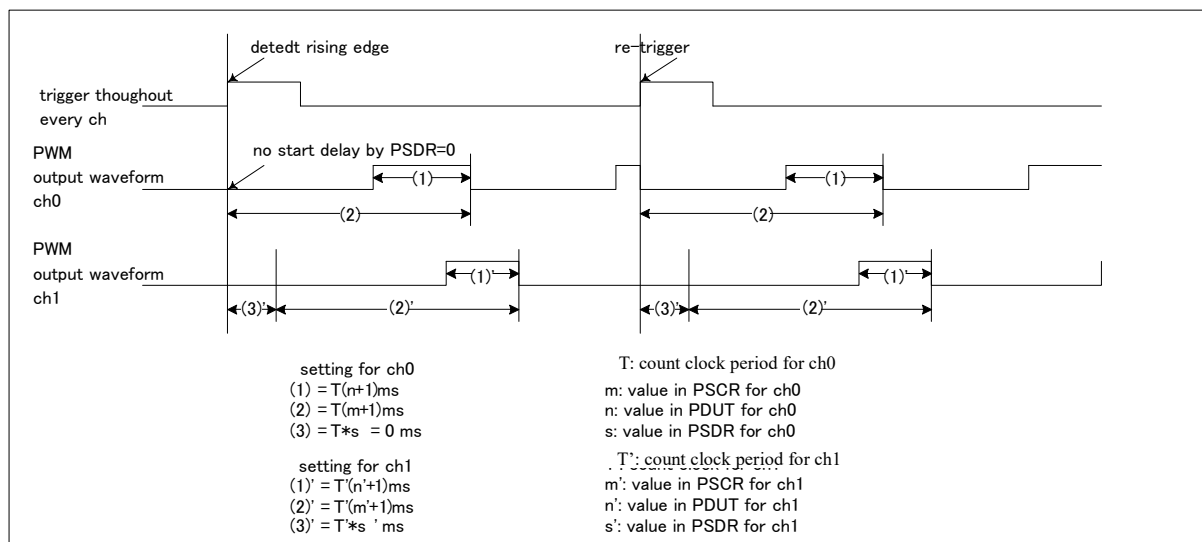 detedt rising edge
re-trigger
trigger thoughout
every ch
PWM
output waveform
ch0
no start delay by PSDR=0
(1)
(1)
(2)
(2)
PWM
output waveform
ch1
(1)'
(1)'
(3)'
(2)'
(3)'
(2)'
setting for ch0
(1) = T(n+1)ms
(2) = T(m+1)ms
(3) = T*s = 0 ms
T: count clock period for ch0
m: value in PSCR for ch0
n: value in PDUT for ch0
s: value in PSDR for ch0
setting for ch1
(1)' = T'(n'+1)ms
(2)' = T'(m'+1)ms
(3)' = T'*s ' ms
T’: count clock period for ch1
m': value in PSCR for ch1
n': value in PDUT for ch1
s': value in PSDR for ch1